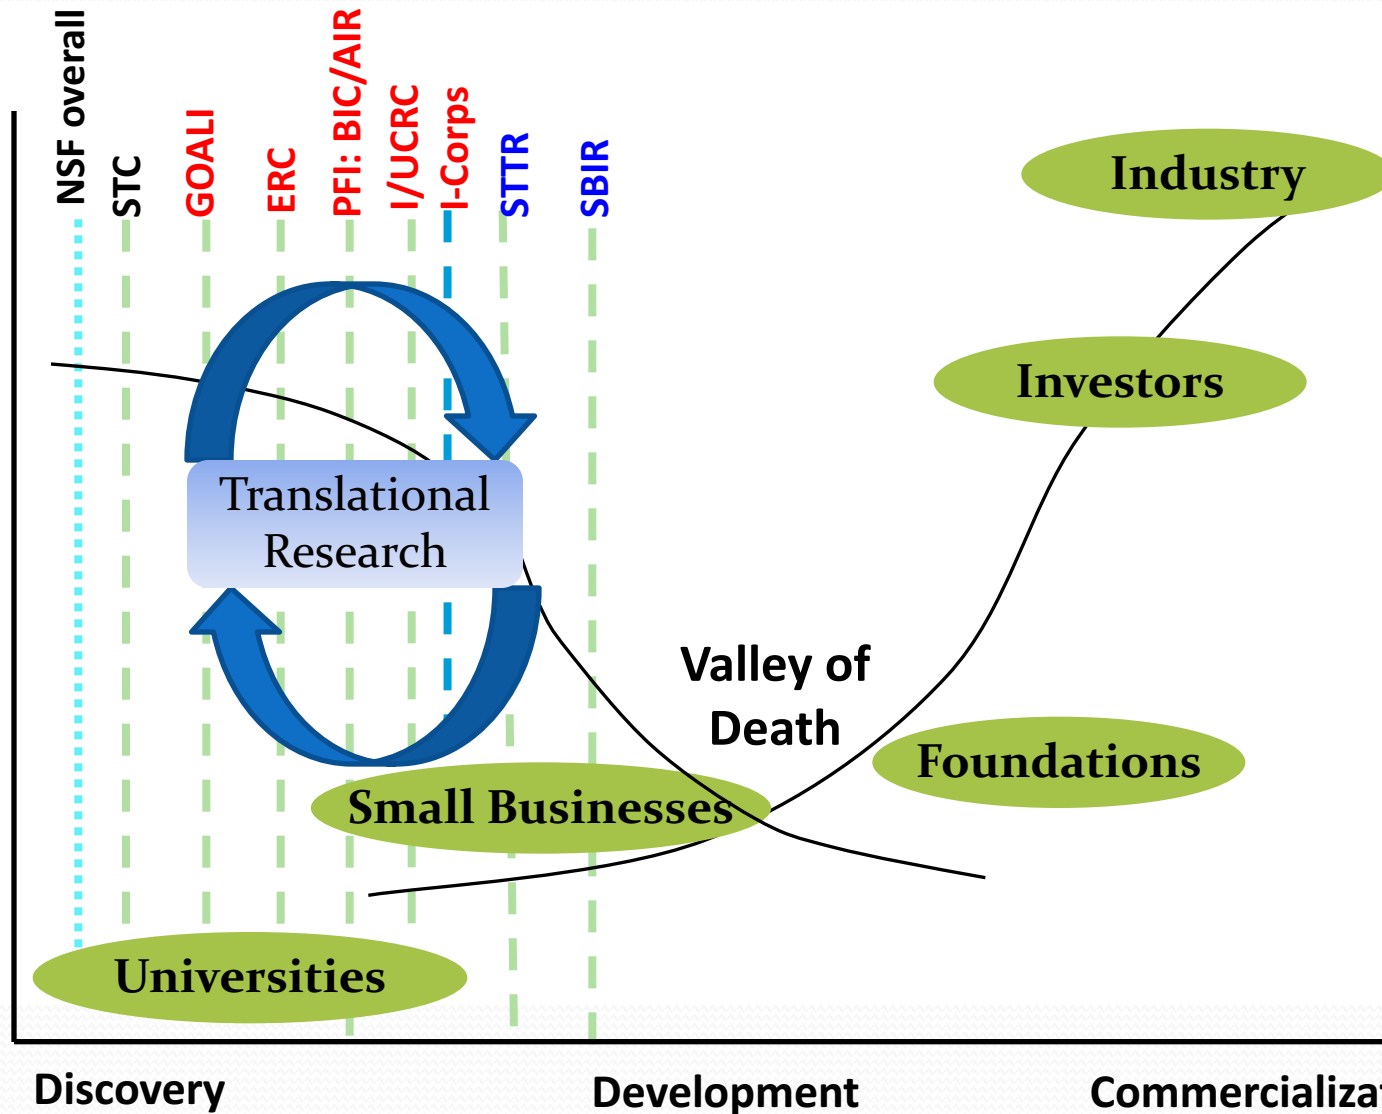 NSF overall
STC
GOALI
ERC
PFI: BIC/AIR
I/UCRC
I-Corps
STTR
SBIR
Industry
Investors
Translational
Research
Valley of
Death
Foundations
Small Businesses
Universities
Discovery
Development
Commercializat